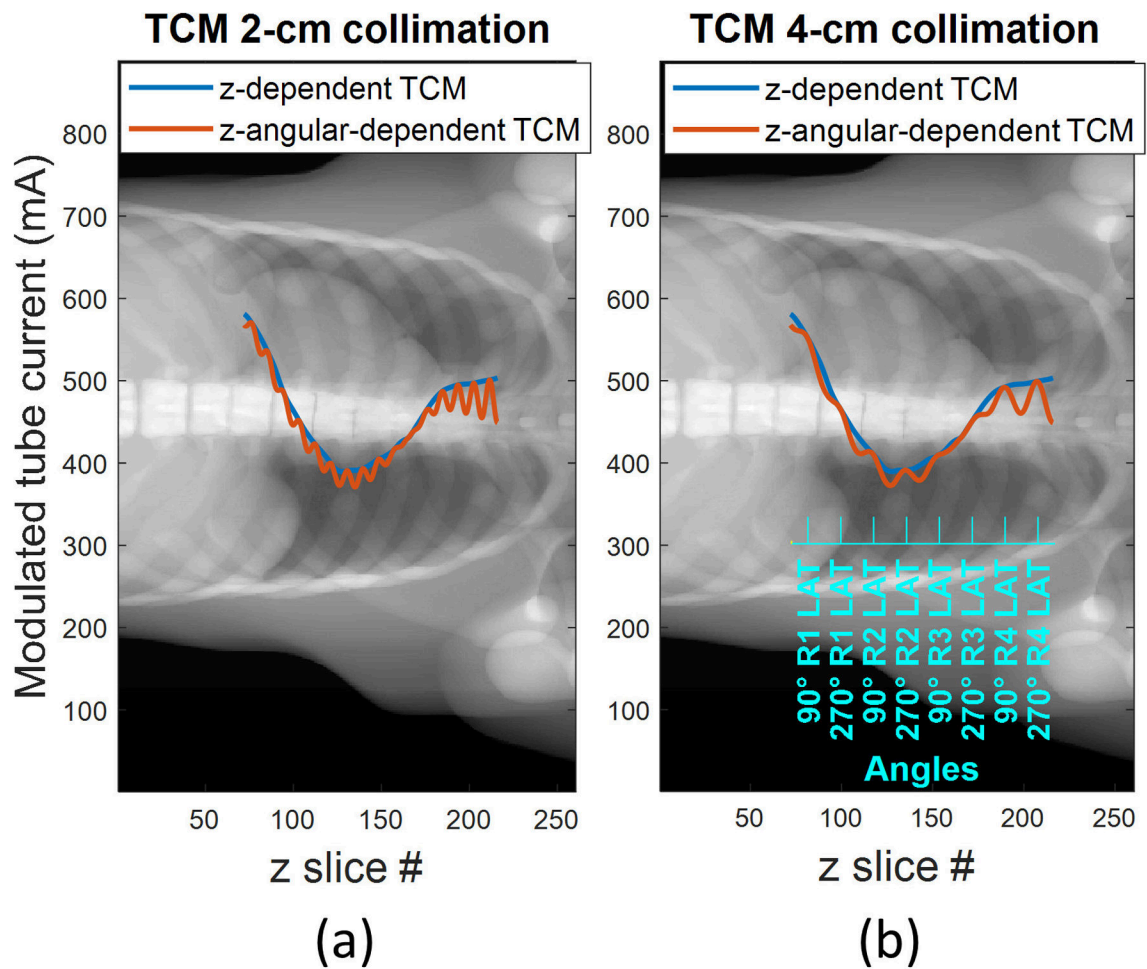 TCM 2-cm collimation
z-dependent TCM
z-angular-dependent TCM
Modulated tube current (mA)
800
700
600
500
400
300
200
100
50
100
150
200
250
z slice #
(a)
TCM 4-cm collimation
z-dependent TCM
z-angular-dependent TCM
800
700
600
500
400
300
200
100
90° R1 LAT
270° R1 LAT
90° R2 LAT
270° R2 LAT
90° R3 LAT
270° R3 LAT
90° R4 LAT
270° R4 LAT
Angles
50
100
150
200
250
z slice #
(b)